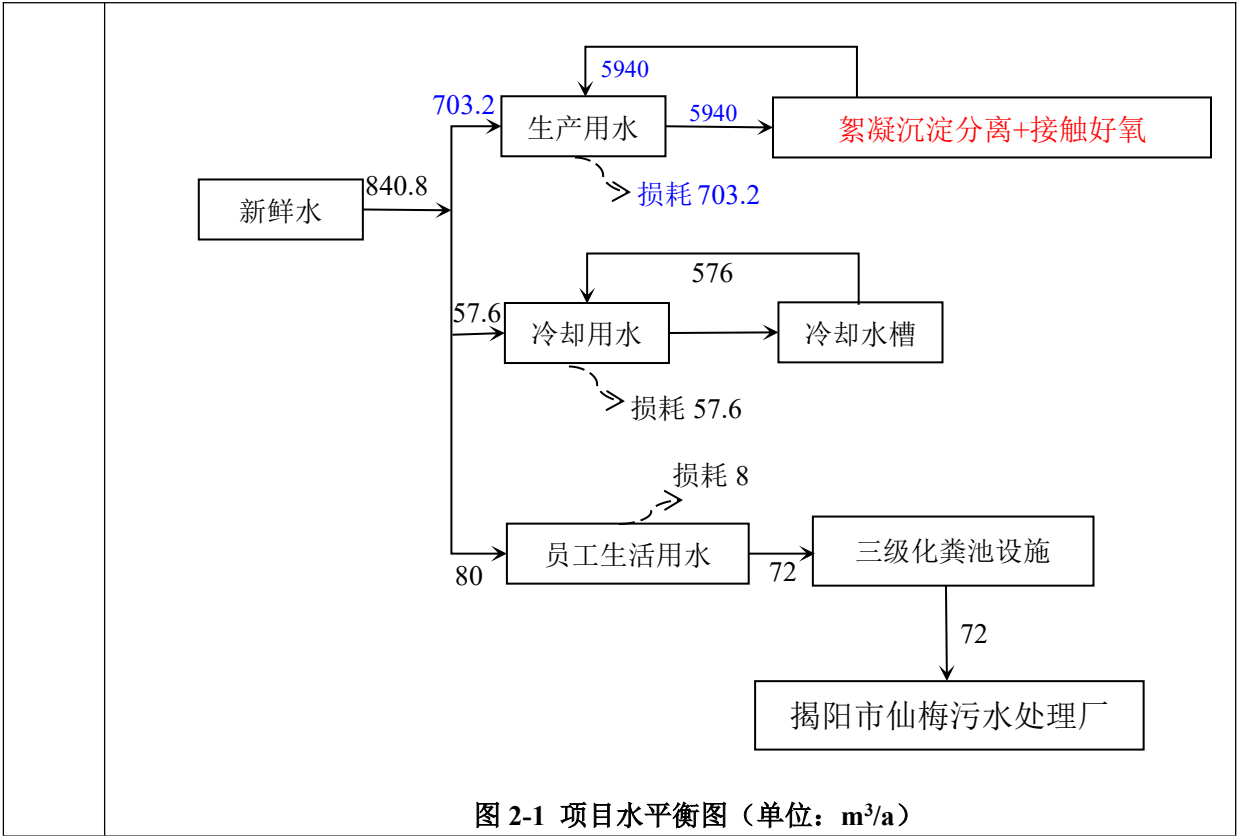 5940
703.2
生产用水
5940
絮凝沉淀分离+接触好氧
840.8
新鲜水
损耗 703.2
576
57.6
冷却用水
冷却水槽
损耗 57.6
损耗 8
员工生活用水
三级化粪池设施
80
72
72
揭阳市仙梅污水处理厂
图 2-1 项目水平衡图（单位：m³/a）